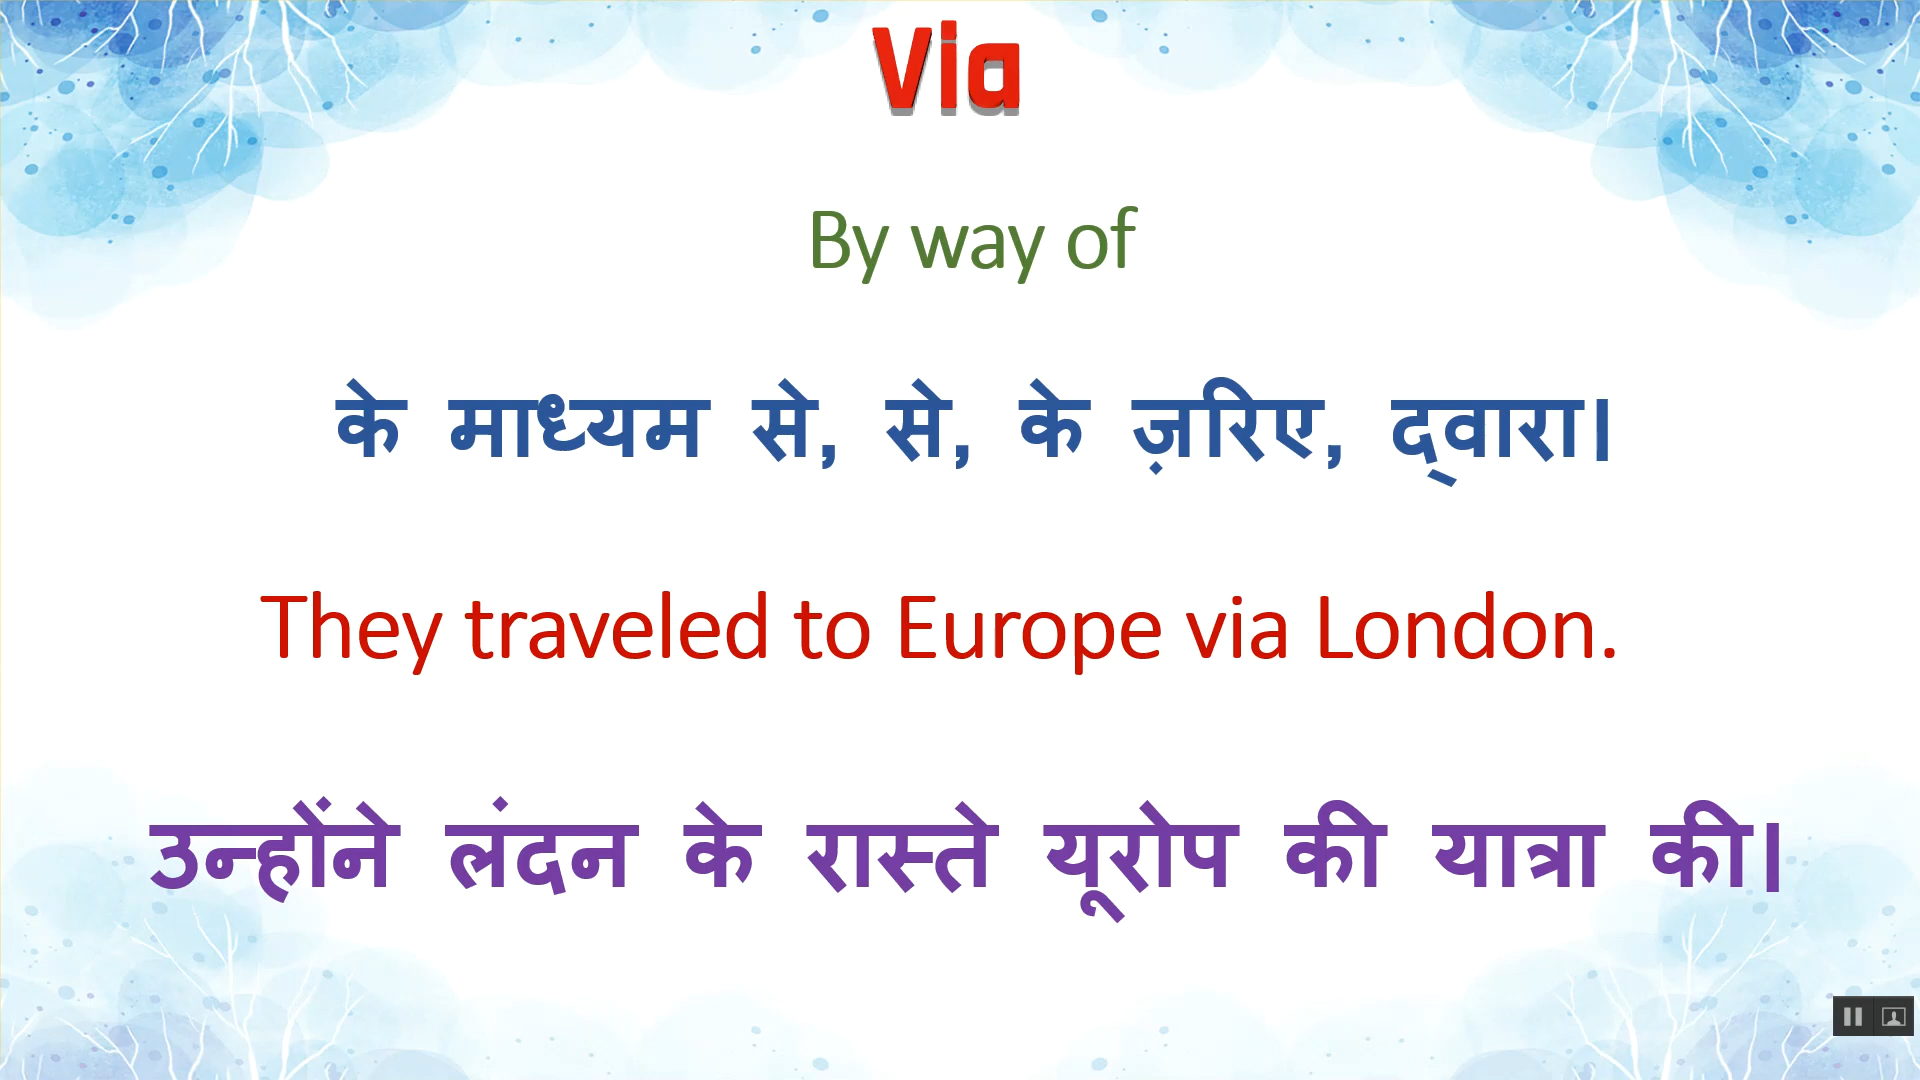 Via
By way of
के माध्यम से, से, के ज़रिए, द्वारा।
They traveled to Europe via London.
उन्होंने लंदन के रास्ते यूरोप की यात्रा की।